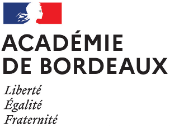 ACADÉMIE
DE BORDEAUX
Liberté
Égalité
Fraternité